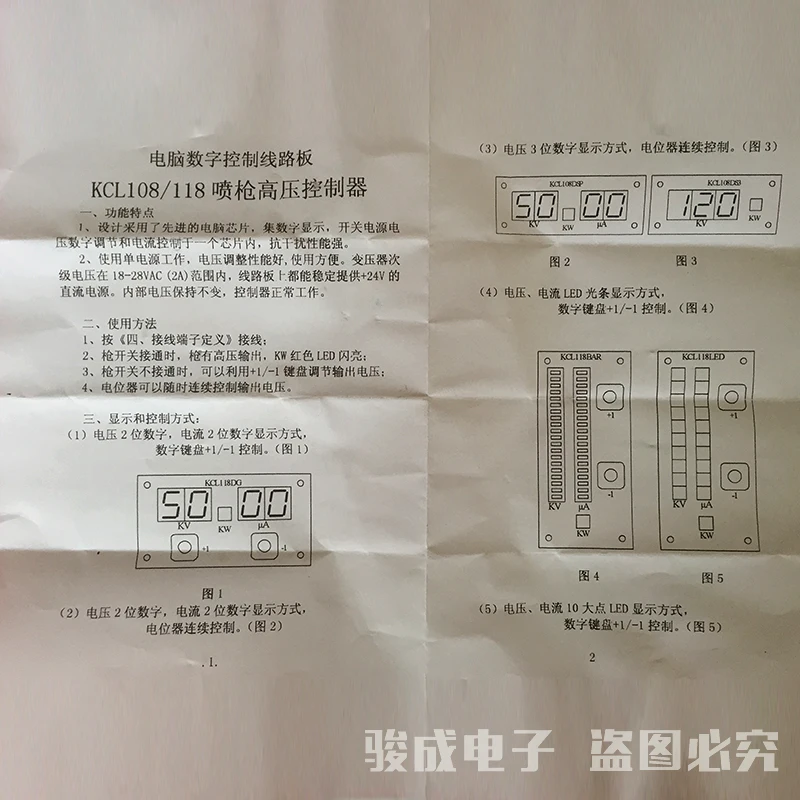 电脑数字控制线路板
KCL108/118 喷枪高压控制器
一、功能特点
1、设计采用了先进的电脑芯片，集数字显示，开关电源电
压数字调节和电流控制于一个芯片内，抗干扰性能强。
2、使用单电源工作，电压调整性能好,使用方便。变压器次
级电压在18-28VAC(2A)范围内，线路板上都能稳定提供+24V的
直流电源。内部电压保持不变，控制器正常工作。
二、使用方法
1、按《四、接线端子定义》接线；
2、枪开关接通时，枪有高压输出，KW红色LED闪亮；
3、枪开关不接通时，可以利用+1/-1键盘调节输出电压；
4、电位器可以随时连续控制输出电压。
三、显示和控制方式：
（1）电压2位数字，电流2位数字显示方式，
数字键盘+1/-1控制。（图1）
KCL118DG
50 00
KV KW μA
-1 -1
图1
（2）电压2位数字，电流2位数字显示方式，
电位器连续控制。（图2）
.1.
（3）电压3位数字显示方式，电位器连续控制。（图3）
KCL108DSP
50 00
KV KW μA
图2
KCL108DS3
120
KV KW
图3
（4）电压、电流LED光条显示方式，
数字键盘+1/-1控制。（图4）
KCL118BAR
+1
-1
KV μA
KW
图4
KCL118LED
+1
-1
KV μA
KW
图5
（5）电压、电流10大点LED显示方式，
数字键盘+1/-1控制。（图5）
2
骏成电子 盗图必究